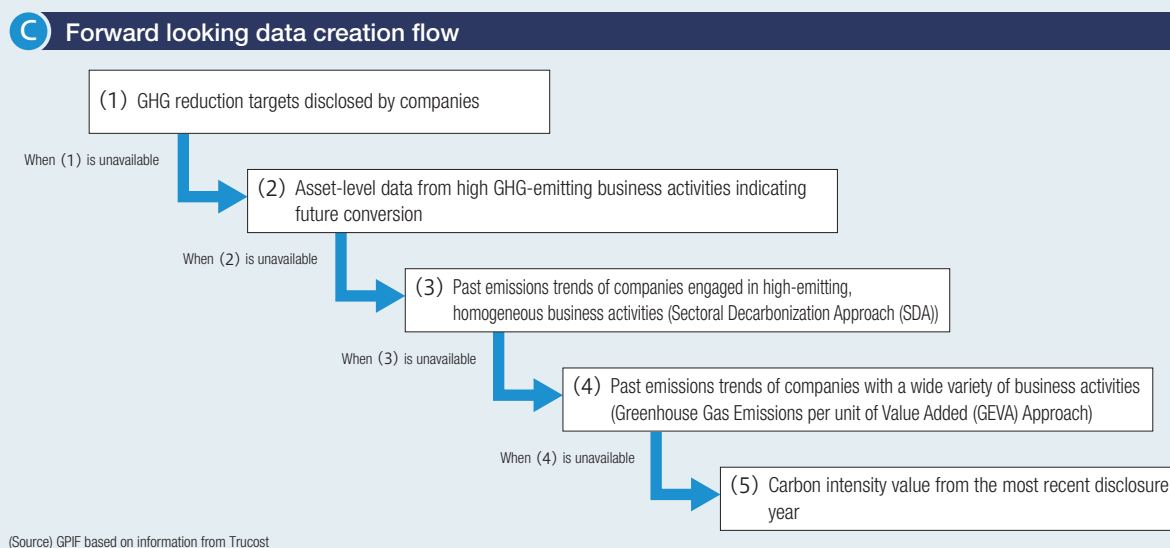 C Forward looking data creation flow
(1) GHG reduction targets disclosed by companies
When (1) is unavailable
(2) Asset-level data from high GHG-emitting business activities indicating
future conversion
When (2) is unavailable
(3) Past emissions trends of companies engaged in high-emitting,
homogeneous business activities (Sectoral Decarbonization Approach (SDA))
When (3) is unavailable
(4) Past emissions trends of companies with a wide variety of business activities
(Greenhouse Gas Emissions per unit of Value Added (GEVA) Approach)
When (4) is unavailable
(5) Carbon intensity value from the most recent disclosure
year
(Source) GPIF based on information from Trucost